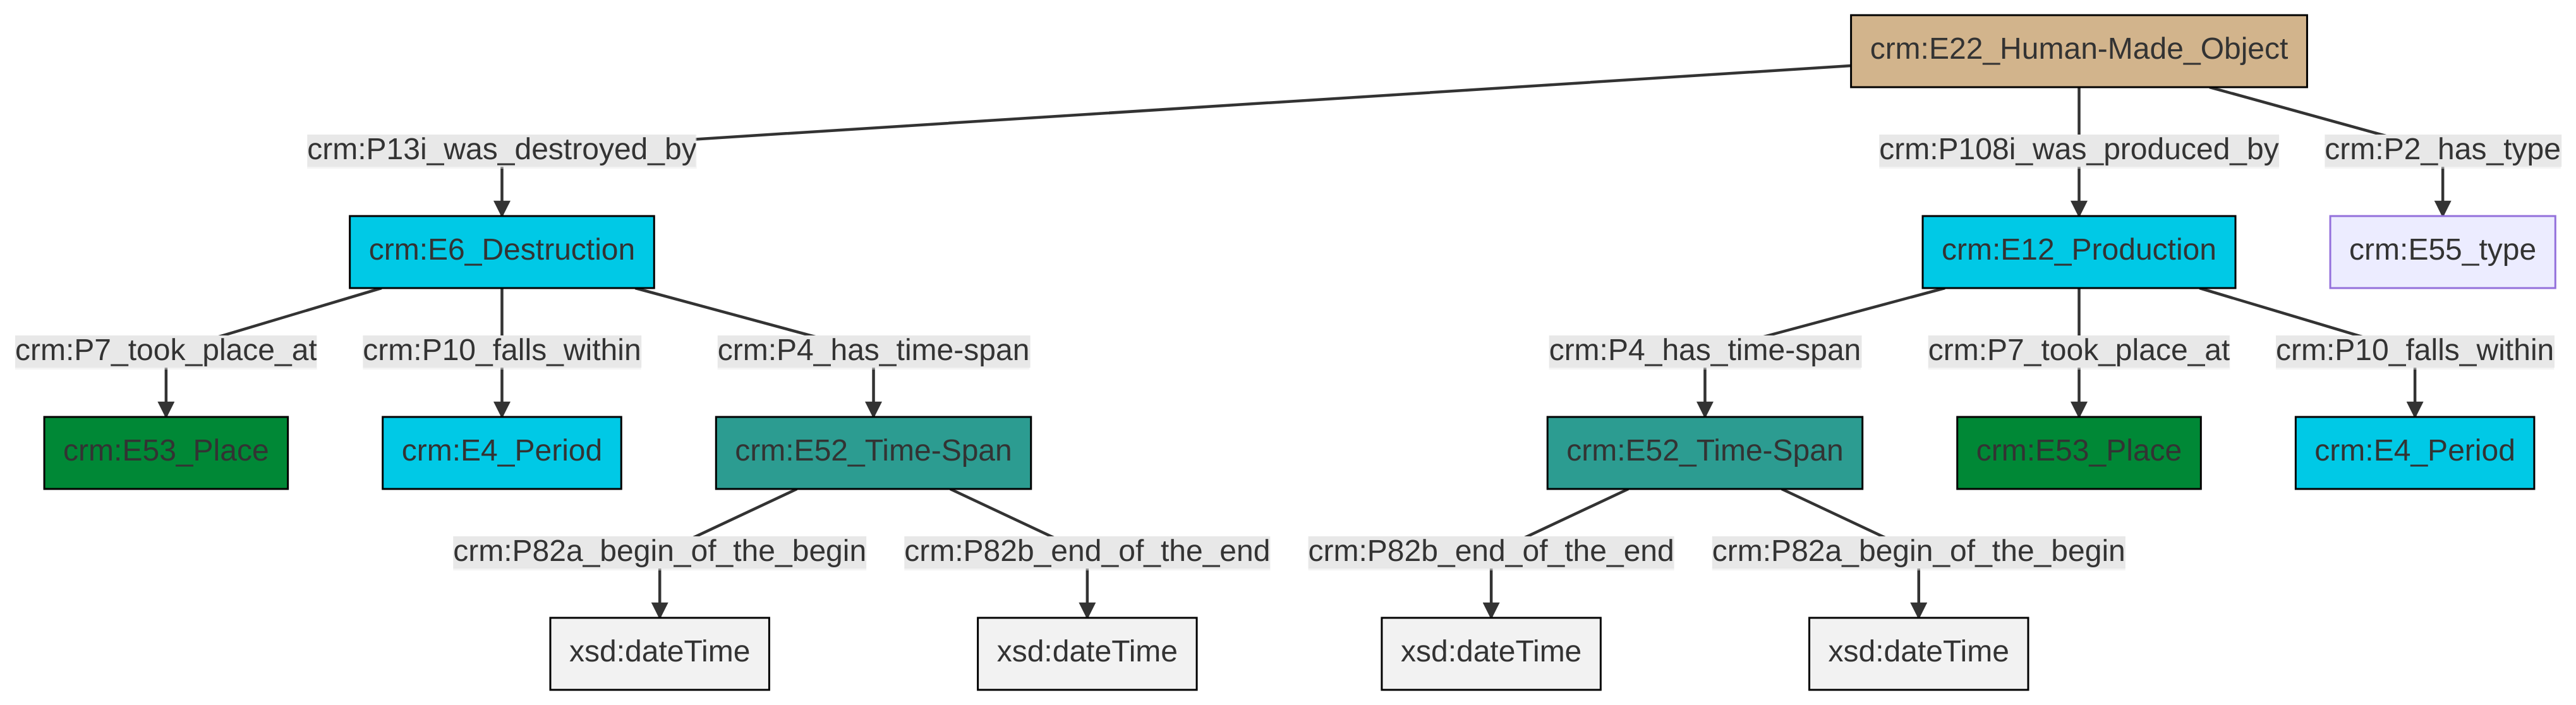 crm:E22_Human-Made_Object
crm:P13i_was_destroyed_by
crm:P108i_was_produced_by
crm:P2_has_type
crm:E6_Destruction
crm:E12_Production
crm:E55_type
crm:P7_took_place_at
crm:P10_falls_within
crm:P4_has_time-span
crm:P4_has_time-span
crm:P7_took_place_at
crm:P10_falls_within
crm:E53_Place
crm:E4_Period
crm:E52_Time-Span
crm:E52_Time-Span
crm:E53_Place
crm:E4_Period
crm:P82a_begin_of_the_begin
crm:P82b_end_of_the_end
crm:P82b_end_of_the_end
crm:P82a_begin_of_the_begin
xsd:dateTime
xsd:dateTime
xsd:dateTime
xsd:dateTime